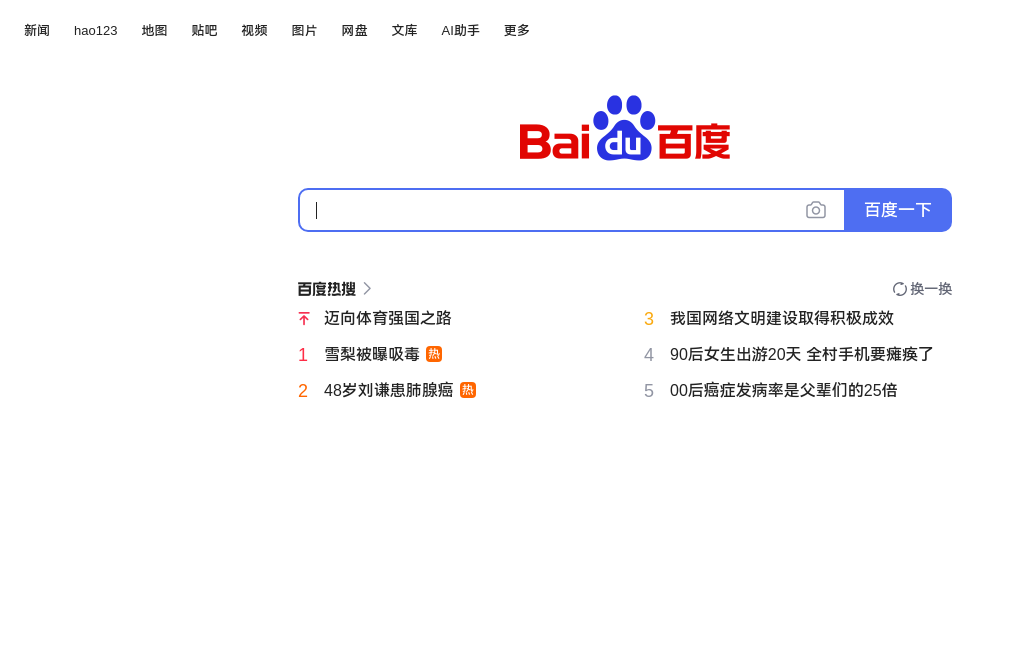 新闻 hao123 地图 贴吧 视频 图片 网盘 文库 AI助手 更多
Baidu百度
百度一下
百度热搜 换一换
迈向体育强国之路
1 雪梨被曝吸毒 热
2 48岁刘谦患肺腺癌 热
3 我国网络文明建设取得积极成效
4 90后女生出游20天 全村手机要瘫痪了
5 00后癌症发病率是父辈们的25倍